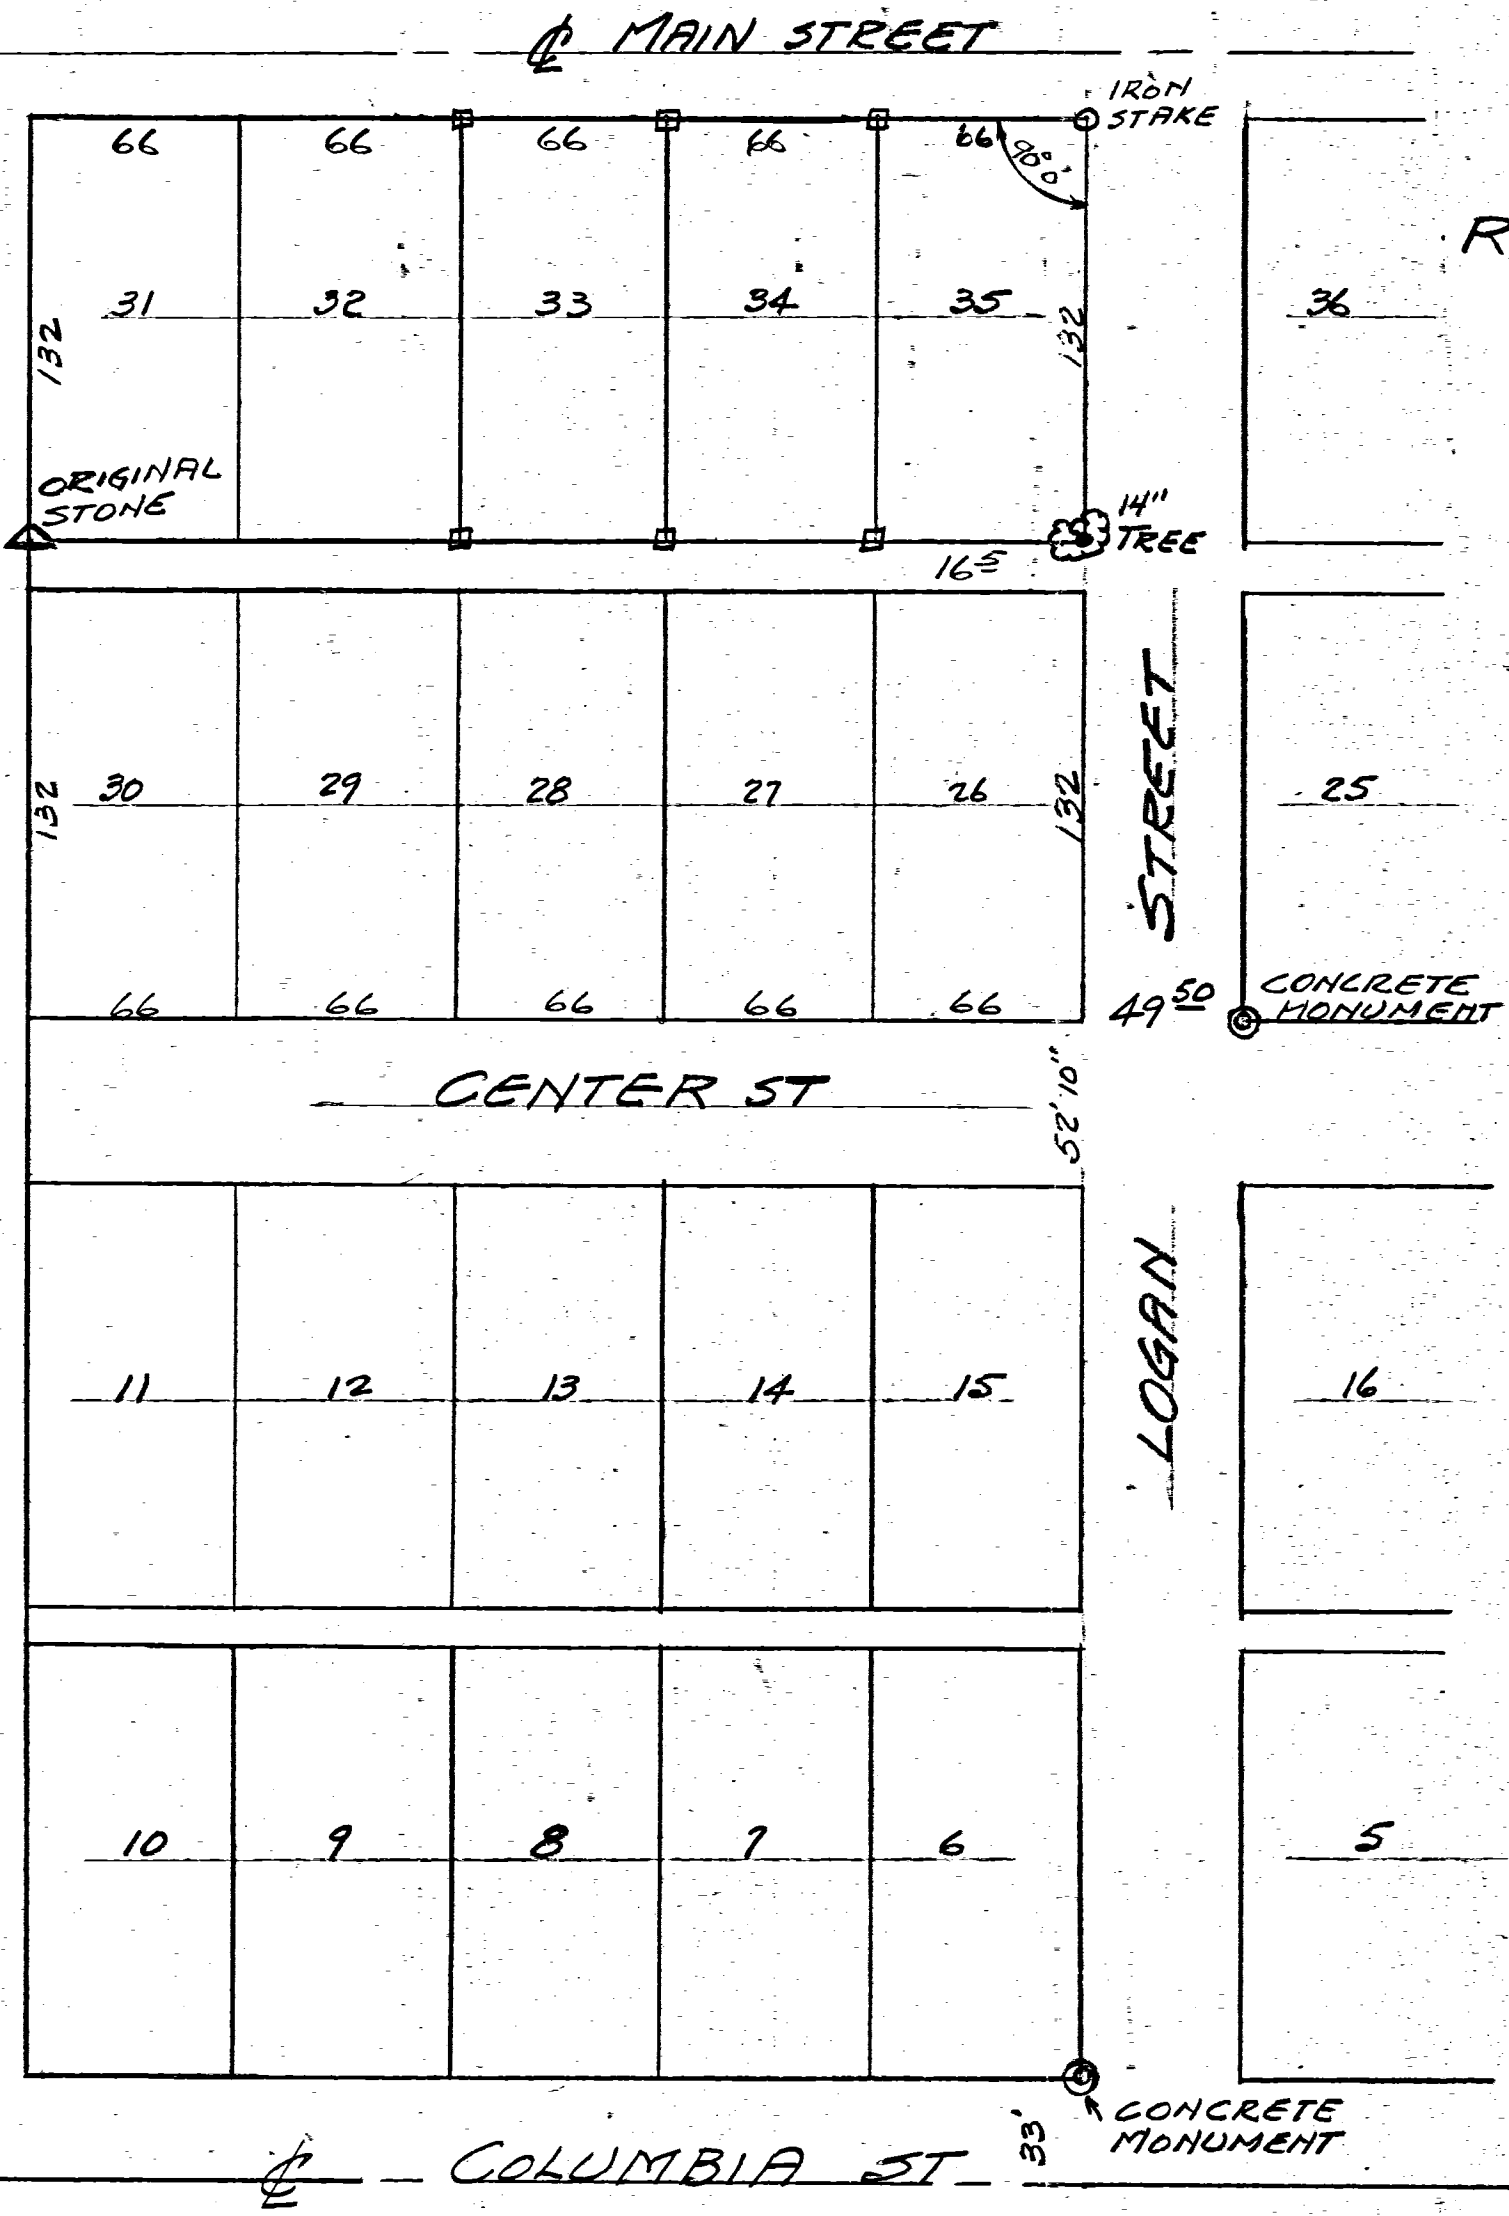 ℄ MAIN STREET
IRON
STAKE
66 66 66 66 66
90°0'
R
31 32 33 34 35 36
132 132
ORIGINAL
STONE
14"
TREE
16 5
STREET
30 29 28 27 26 25
132 132
66 66 66 66 66
49 50
CONCRETE
MONUMENT
CENTER ST
52' 10"
LOGAN
11 12 13 14 15 16
10 9 8 7 6 5
CONCRETE
MONUMENT
33'
℄ COLUMBIA ST